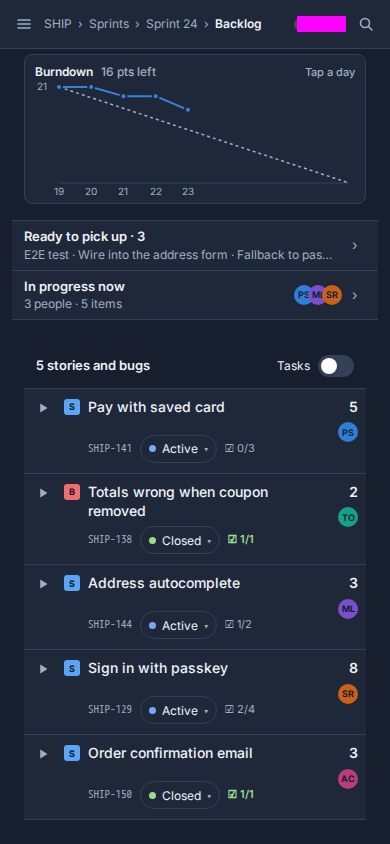 SHIP › Sprints › Sprint 24 › Backlog
Burndown 16 pts left Tap a day
21
19 20 21 22 23
Ready to pick up · 3
E2E test · Wire into the address form · Fallback to pas... ›
In progress now
3 people · 5 items PS ML SR ›
5 stories and bugs Tasks
S Pay with saved card 5
PS
SHIP-141 Active 0/3
B Totals wrong when coupon 2
removed TO
SHIP-138 Closed 1/1
S Address autocomplete 3
ML
SHIP-144 Active 1/2
S Sign in with passkey 8
SR
SHIP-129 Active 2/4
S Order confirmation email 3
AC
SHIP-150 Closed 1/1